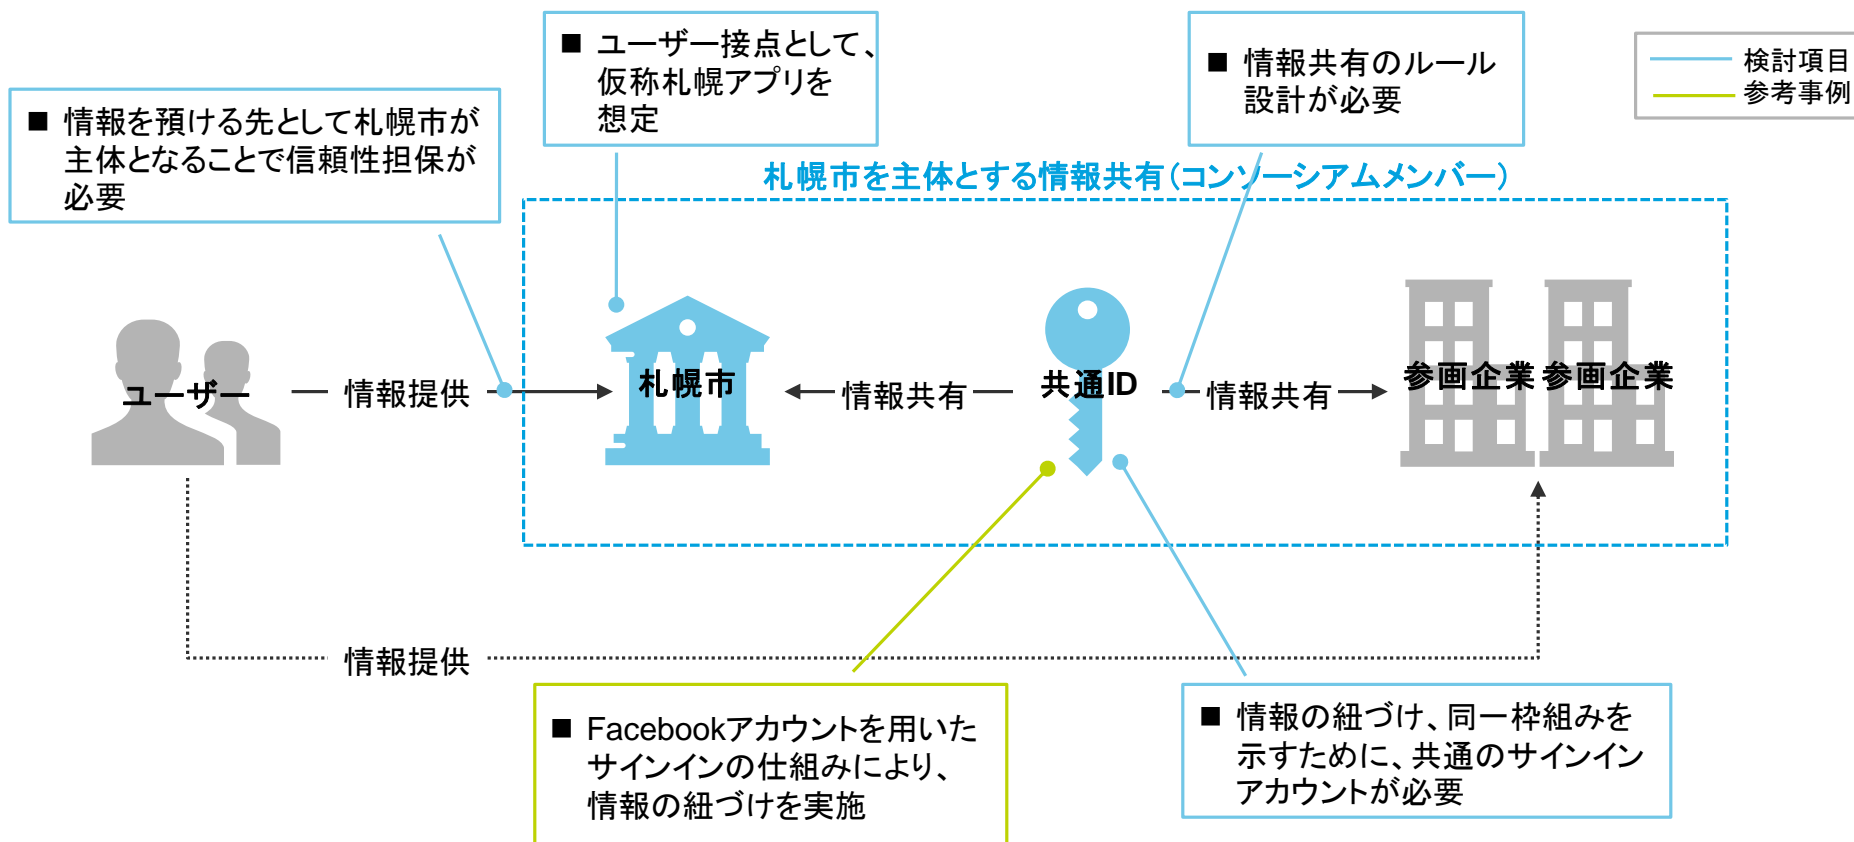 ■ ユーザー接点として、
仮称札幌アプリを
想定
■ 情報共有のルール
設計が必要
検討項目
参考事例
■ 情報を預ける先として札幌市が
主体となることで信頼性担保が
必要
札幌市を主体とする情報共有(コンソーシアムメンバー)
ユーザー
情報提供
札幌市
情報共有
共通ID
情報共有
参画企業
参画企業
情報提供
■ Facebookアカウントを用いた
サインインの仕組みにより、
情報の紐づけを実施
■ 情報の紐づけ、同一枠組みを
示すために、共通のサインイン
アカウントが必要